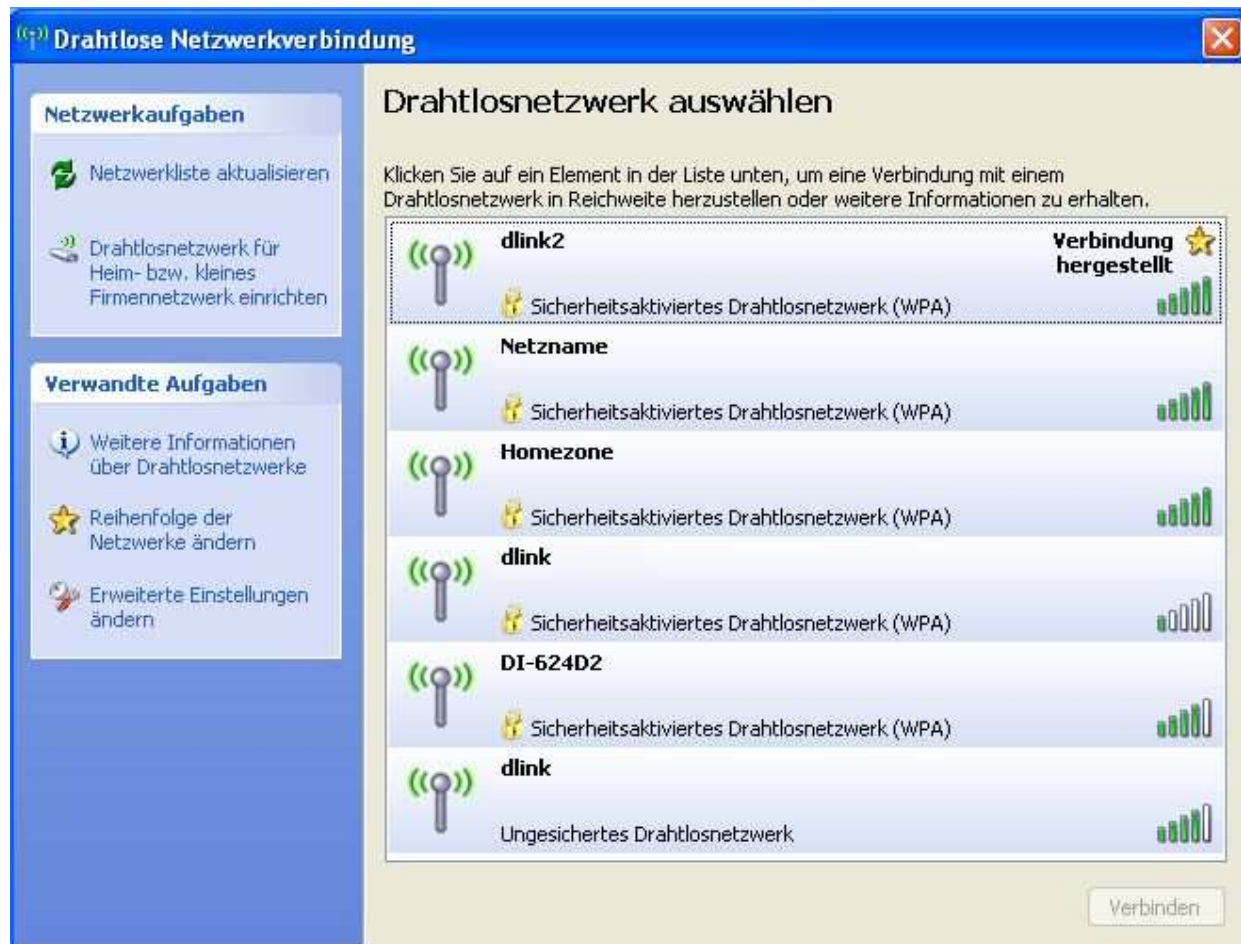 Drahtlose Netzwerkverbindung
Netzwerkaufgaben
Netzwerkliste aktualisieren
Drahtlosnetzwerk für
Heim- bzw. kleines
Firmennetzwerk einrichten
Verwandte Aufgaben
Weitere Informationen
über Drahtlosnetzwerke
Reihenfolge der
Netzwerke ändern
Erweiterte Einstellungen
ändern
Drahtlosnetzwerk auswählen
Klicken Sie auf ein Element in der Liste unten, um eine Verbindung mit einem
Drahtlosnetzwerk in Reichweite herzustellen oder weitere Informationen zu erhalten.
dlink2
Verbindung
hergestellt
Sicherheitsaktiviertes Drahtlosnetzwerk (WPA)
Netzname
Sicherheitsaktiviertes Drahtlosnetzwerk (WPA)
Homezone
Sicherheitsaktiviertes Drahtlosnetzwerk (WPA)
dlink
Sicherheitsaktiviertes Drahtlosnetzwerk (WPA)
DI-624D2
Sicherheitsaktiviertes Drahtlosnetzwerk (WPA)
dlink
Ungesichertes Drahtlosnetzwerk
Verbinden